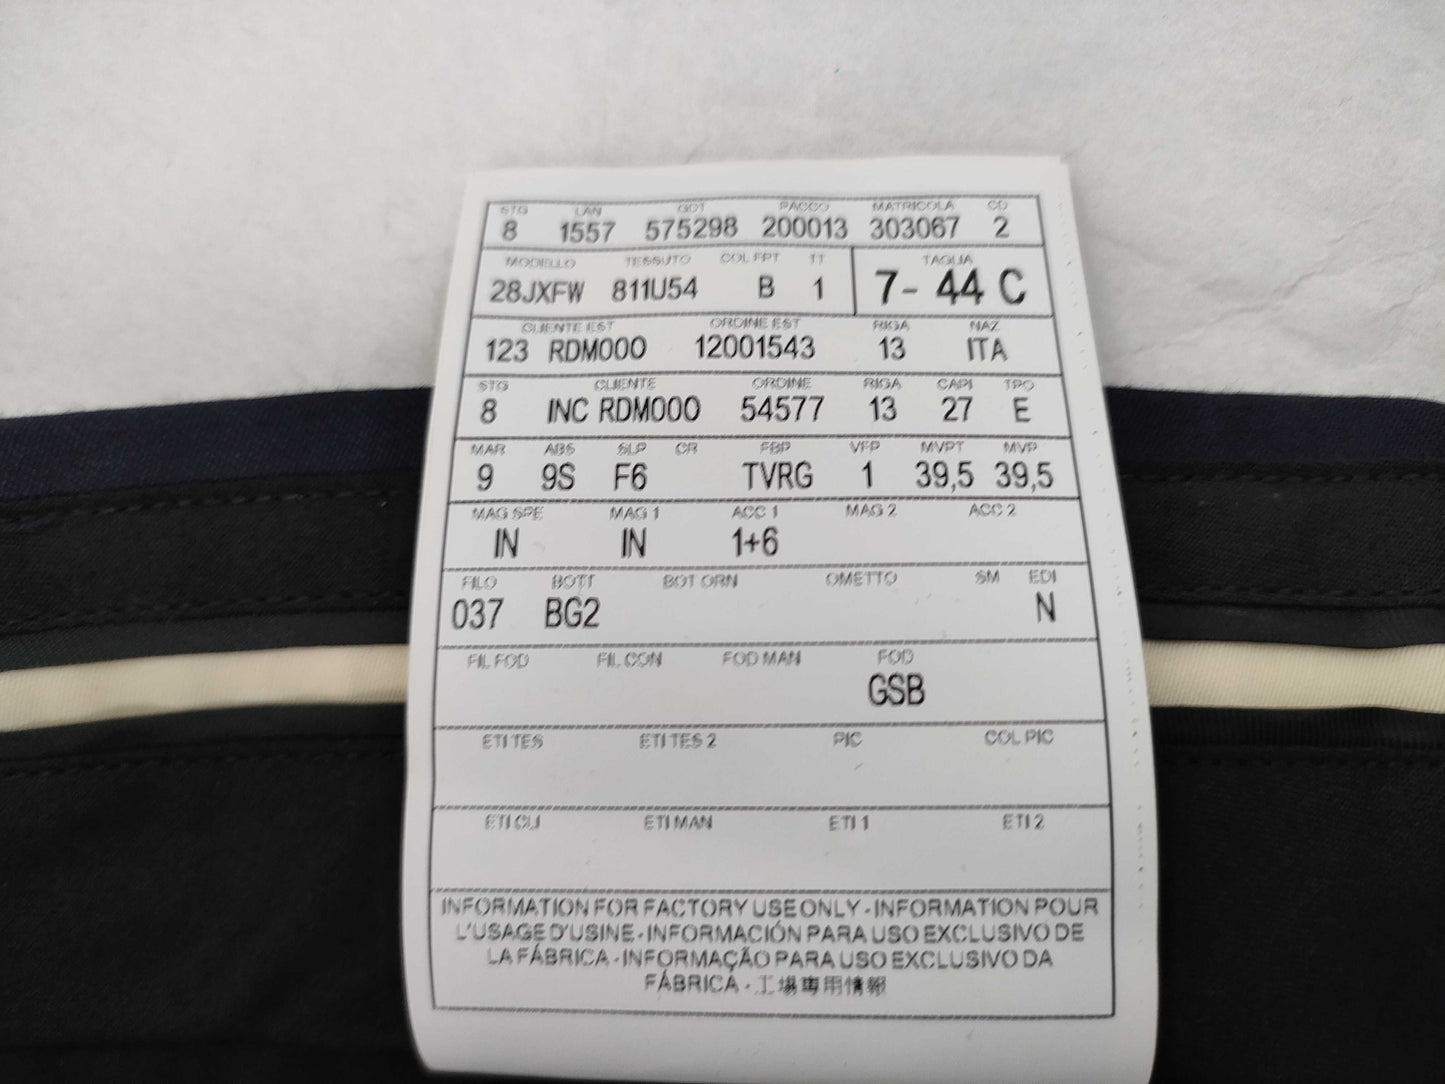 STG LAN GDT PACCO MATRICOLA CD
8 1557 575298 200013 303067 2
MODELLO TESSUTO COL FPT TT TAGLIA
28JXFW 811U54 B 1 7- 44 C
CLIENTE EST ORDINE EST RIGA NAZ
123 RDM000 12001543 13 ITA
STG CLIENTE ORDINE RIGA CAPI TPO
8 INC RDM000 54577 13 27 E
MAR ABS SLP CR FBP VFP MVPT MVP
9 9S F6 TVRG 1 39,5 39,5
MAG SPE MAG 1 ACC 1 MAG 2 ACC 2
IN IN 1+6
FILO BOTT BOT ORN OMETTO SM EDI
037 BG2 N
FIL FOD FIL CON FOD MAN FOD
GSB
ETI TES ETI TES 2 PIC COL PIC
ETI CLI ETI MAN ETI 1 ETI 2
INFORMATION FOR FACTORY USE ONLY - INFORMATION POUR
L'USAGE D'USINE - INFORMACIÓN PARA USO EXCLUSIVO DE
LA FÁBRICA - INFORMAÇÃO PARA USO EXCLUSIVO DA
FÁBRICA - 工場専用情報